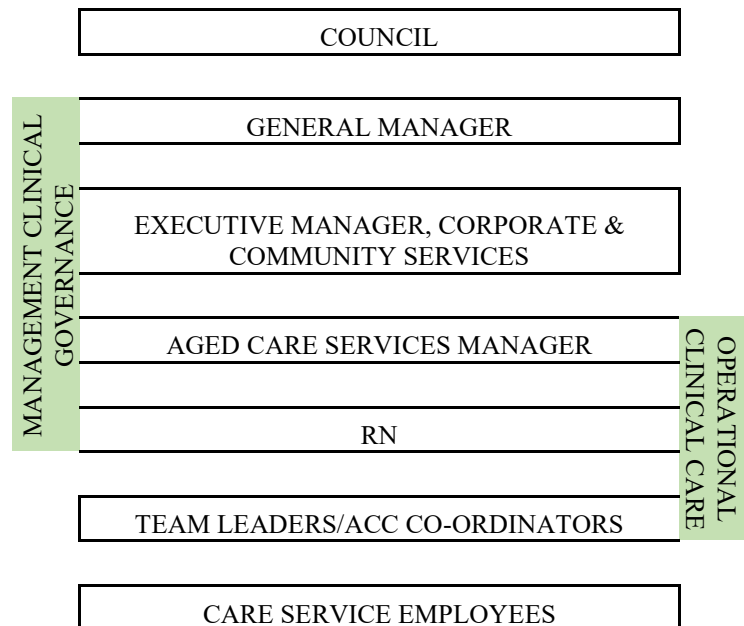 COUNCIL
MANAGEMENT CLINICAL
GOVERNANCE
GENERAL MANAGER
EXECUTIVE MANAGER, CORPORATE &
COMMUNITY SERVICES
AGED CARE SERVICES MANAGER
OPERATIONAL
CLINICAL CARE
RN
TEAM LEADERS/ACC CO-ORDINATORS
CARE SERVICE EMPLOYEES